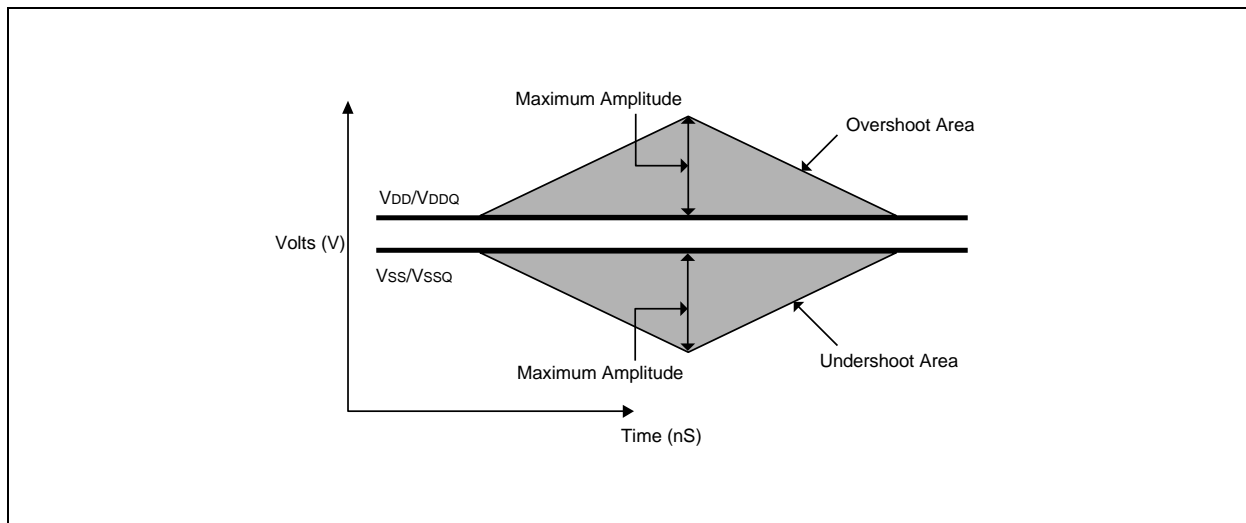 Maximum Amplitude
Overshoot Area
VDD/VDDQ
Volts (V)
VSS/VSSQ
Maximum Amplitude
Undershoot Area
Time (nS)